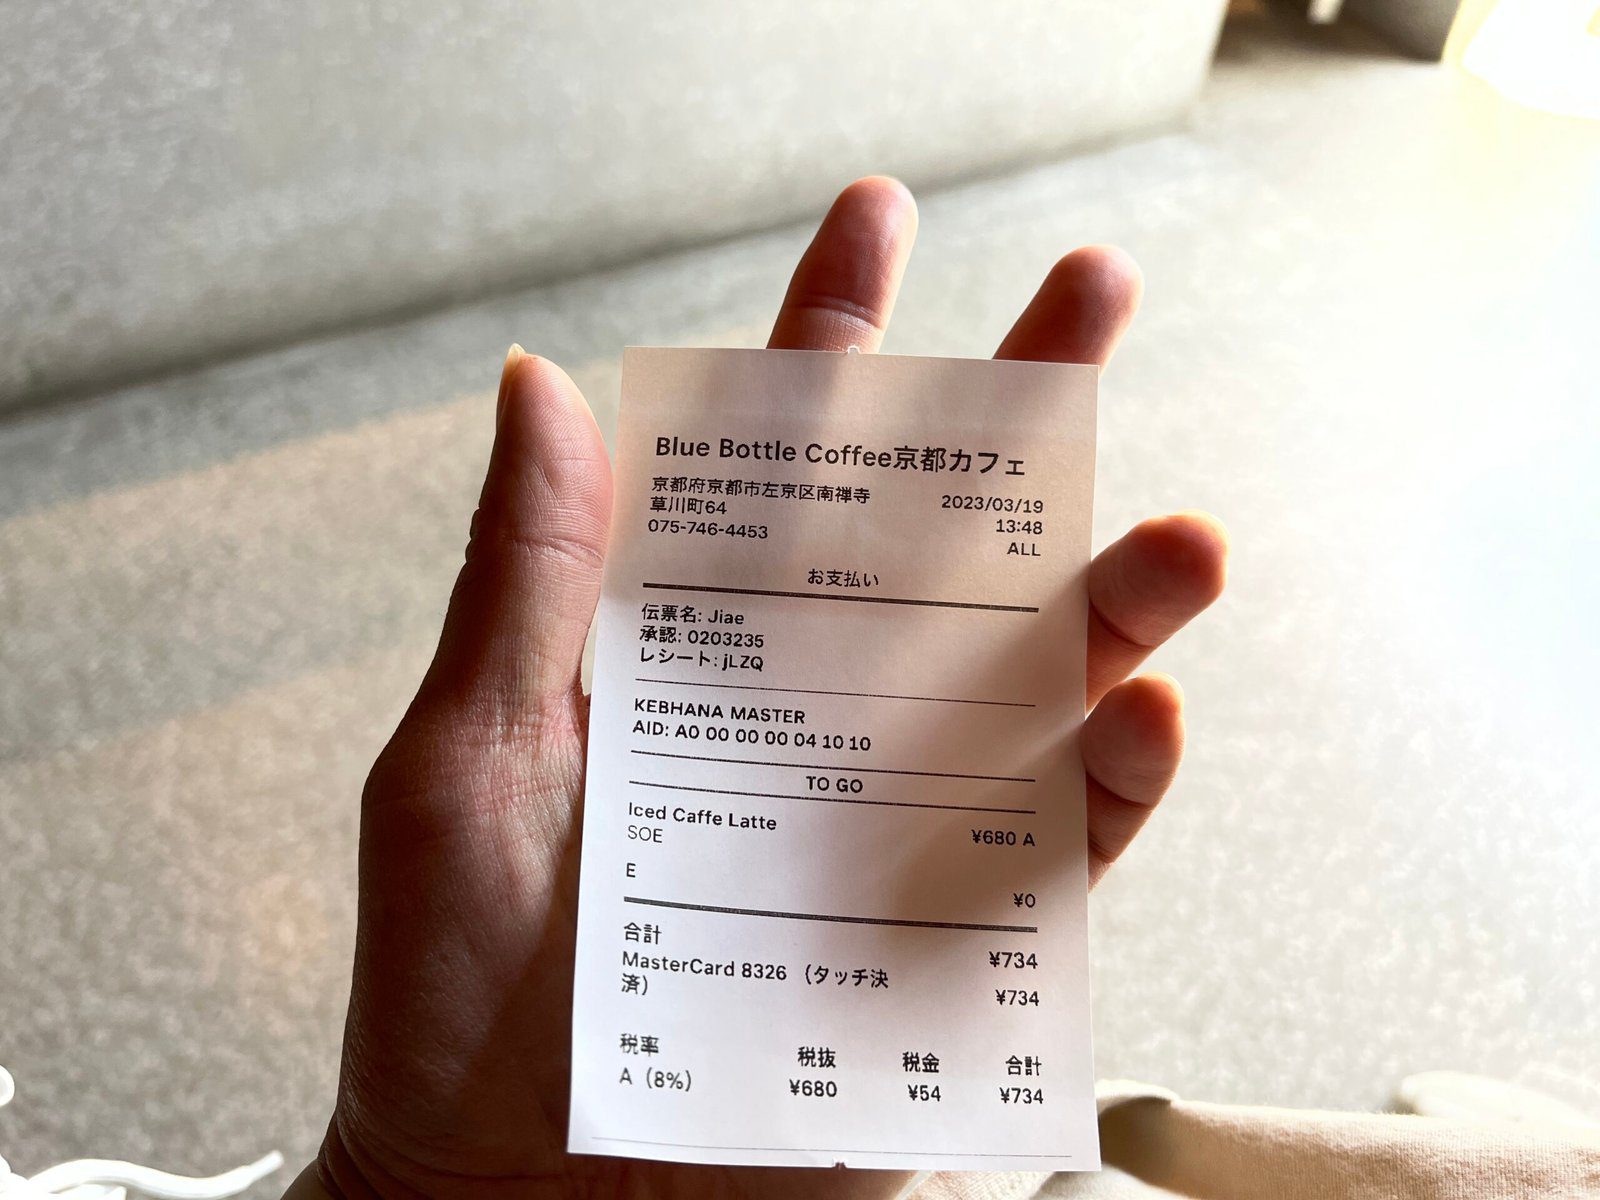 Blue Bottle Coffee京都カフェ
京都府京都市左京区南禅寺
草川町64
075-746-4453
2023/03/19
13:48
ALL
お支払い
伝票名: Jiae
承認: 0203235
レシート: jLZQ
KEBHANA MASTER
AID: A0 00 00 00 04 10 10
TO GO
Iced Caffe Latte ¥680 A
SOE
E ¥0
合計 ¥734
MasterCard 8326 (タッチ決
済) ¥734
税率 税抜 税金 合計
A (8%) ¥680 ¥54 ¥734